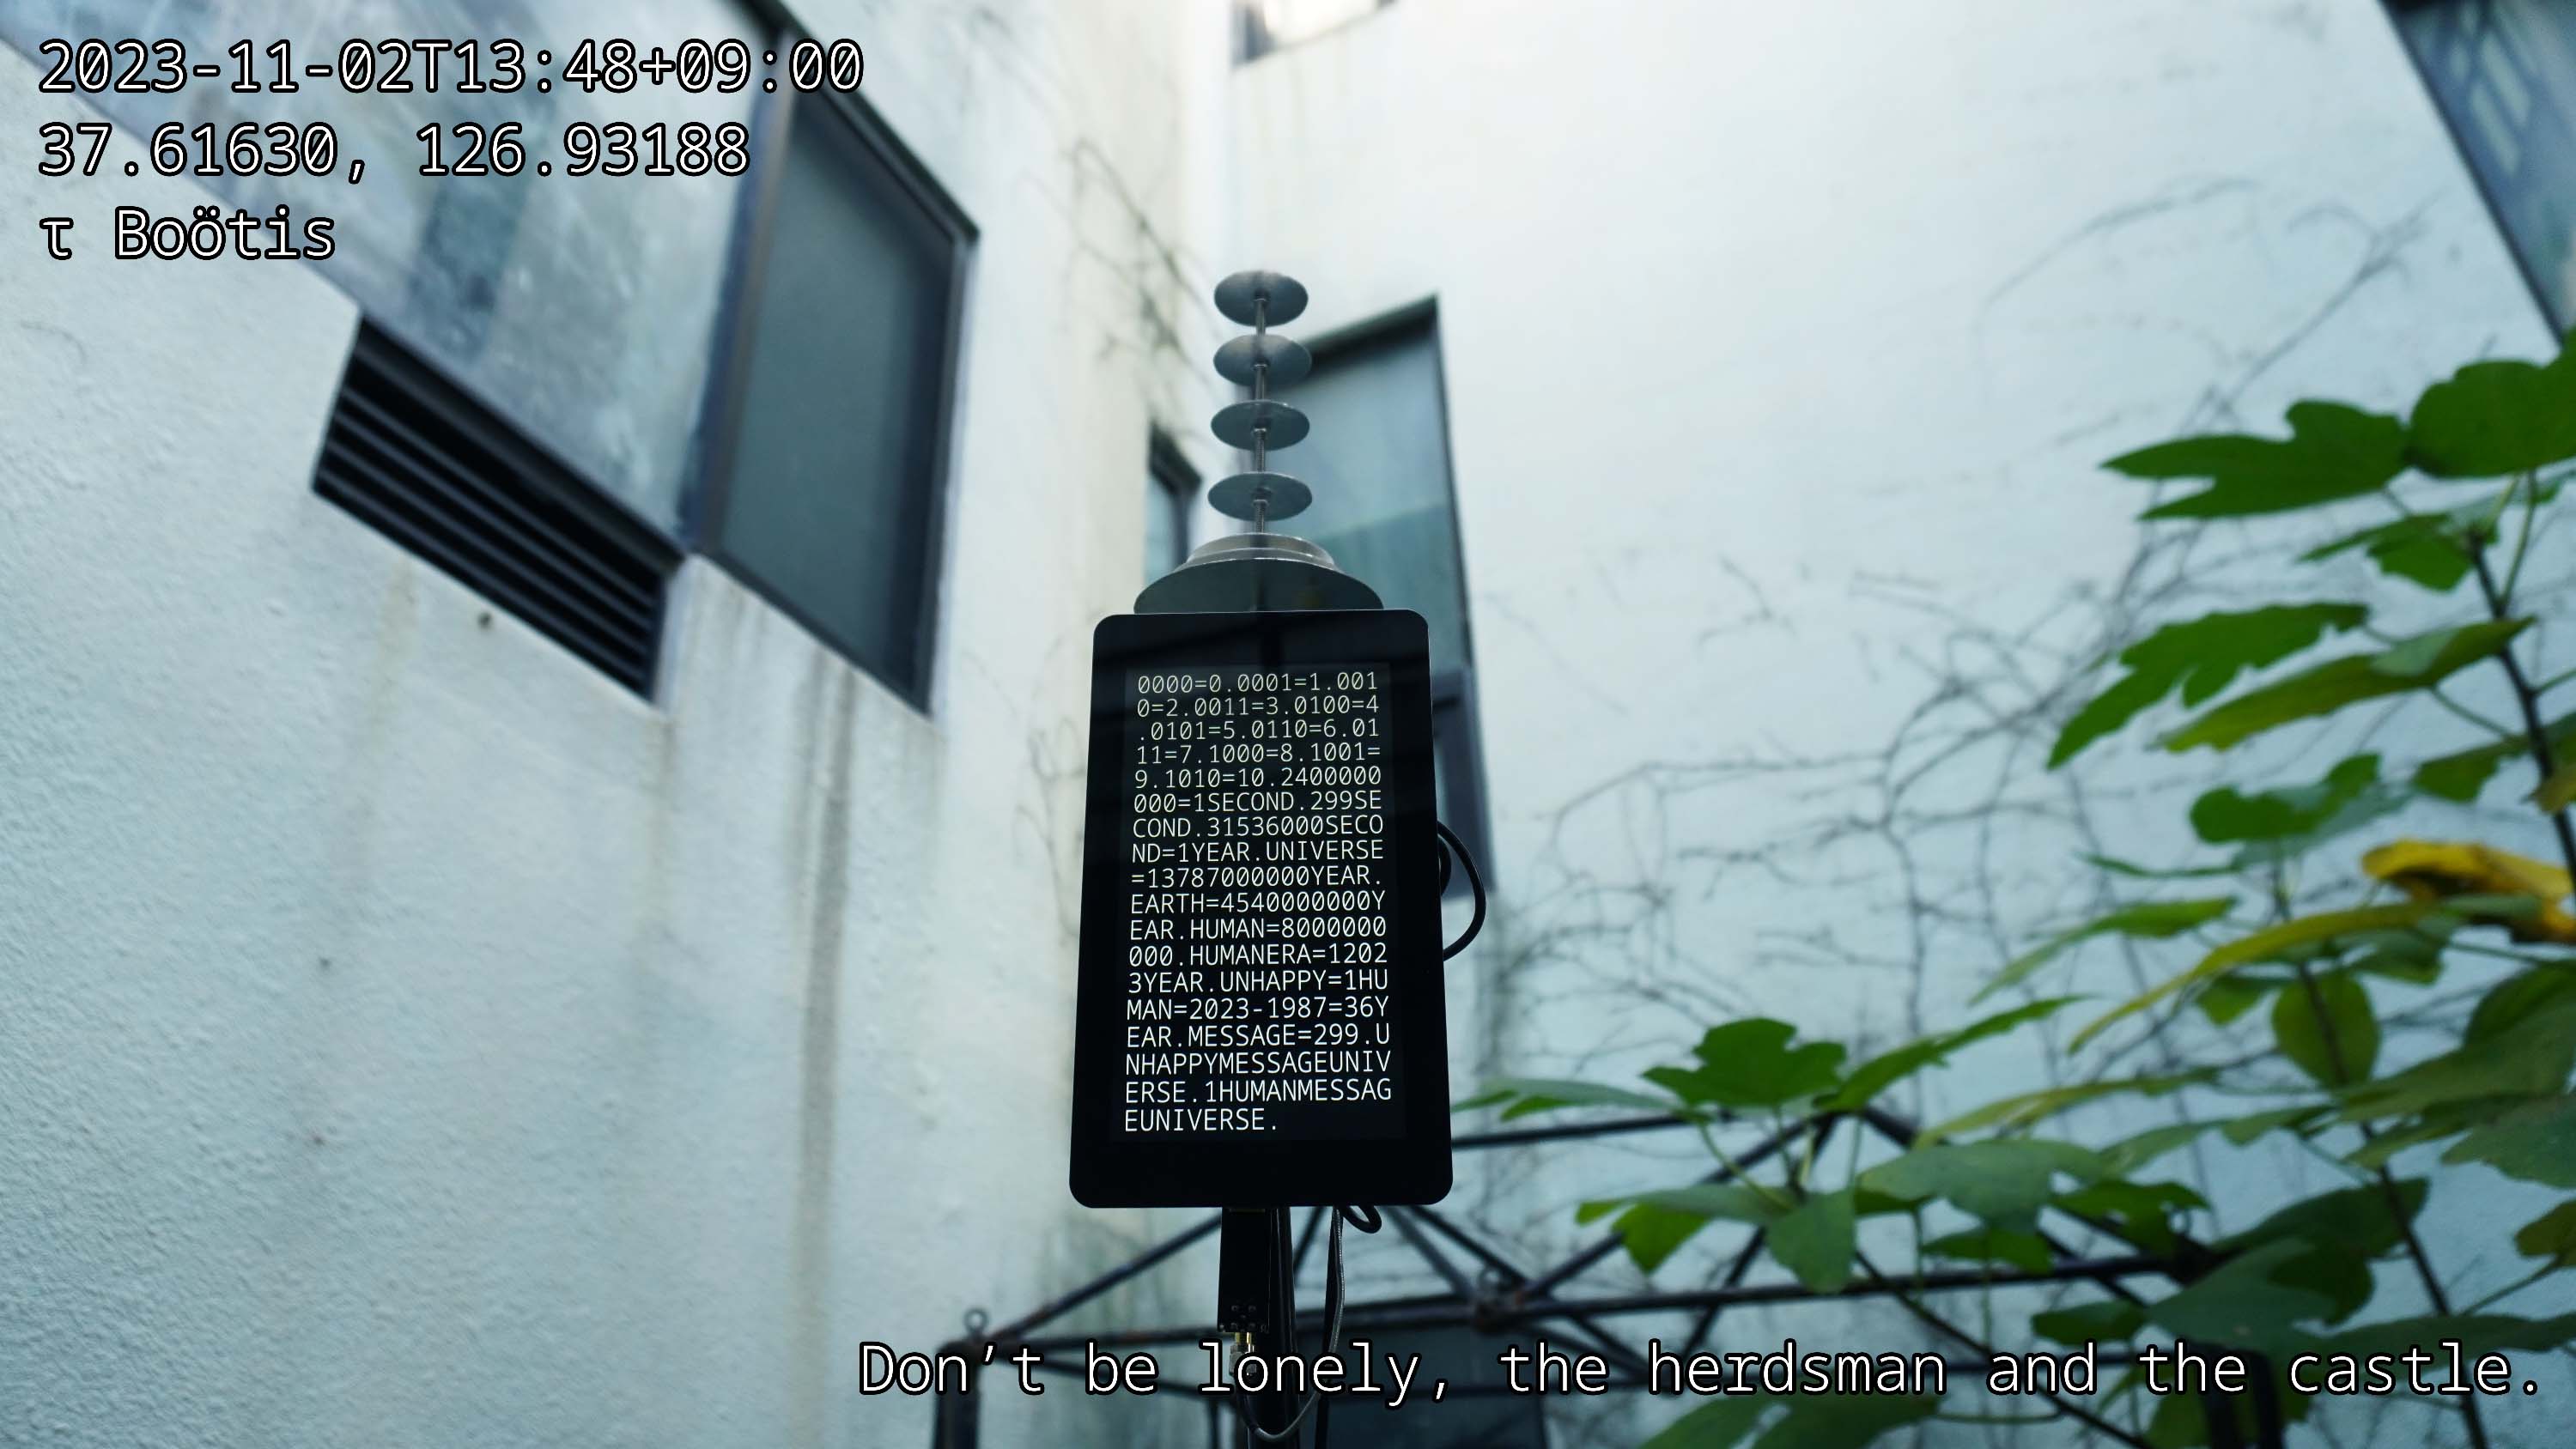 2023-11-02T13:48+09:00
37.61630, 126.93188
τ Boötis
0000=0.0001=1.001
0=2.0011=3.0100=4
.0101=5.0110=6.01
11=7.1000=8.1001=
9.1010=10.2400000
000=1SECOND.299SE
COND.31536000SECO
ND=1YEAR.UNIVERSE
=13787000000YEAR.
EARTH=4540000000Y
EAR.HUMAN=8000000
000.HUMANERA=1202
3YEAR.UNHAPPY=1HU
MAN=2023-1987=36Y
EAR.MESSAGE=299.U
NHAPPYMESSAGEUNIV
ERSE.1HUMANMESSAG
EUNIVERSE.
Don’t be lonely, the herdsman and the castle.